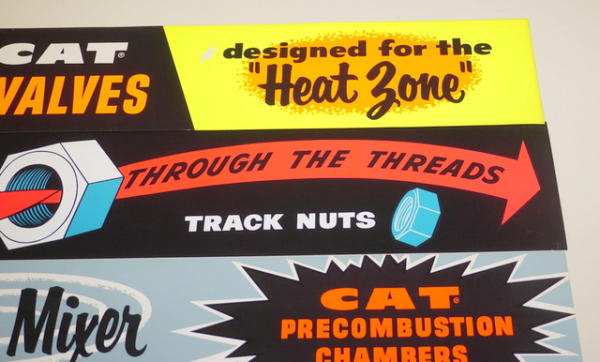 CAT®
VALVES
designed for the
"Heat Zone"
THROUGH THE THREADS
TRACK NUTS
Mixer
CAT®
PRECOMBUSTION
CHAMBERS